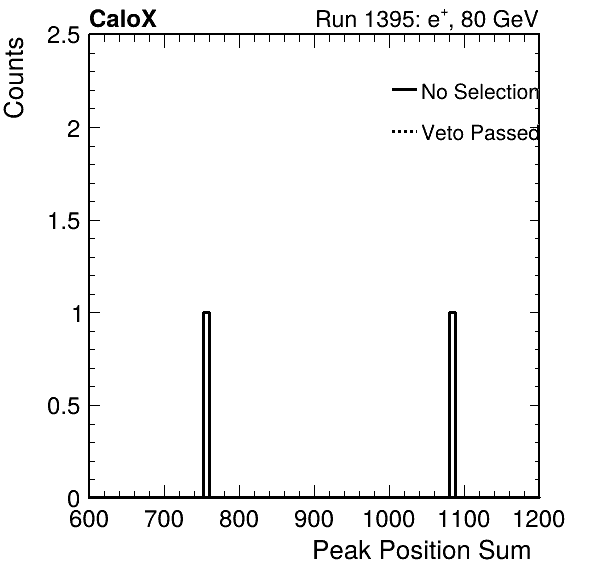 CaloX Run 1395: e⁺, 80 GeV
Counts
2.5
No Selection
2
Veto Passed
1.5
1
0.5
0
600 700 800 900 1000 1100 1200
Peak Position Sum